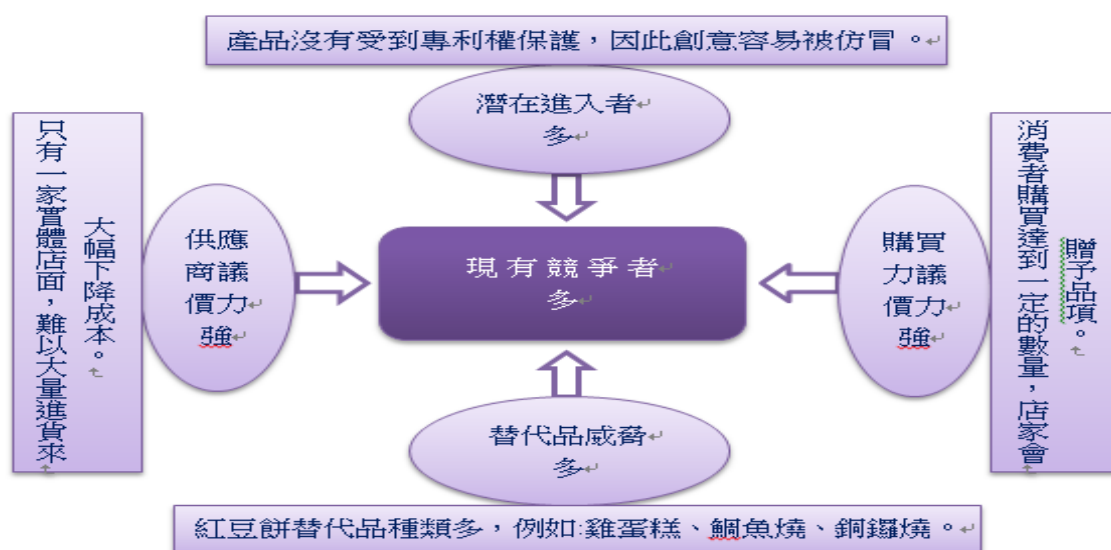 產品沒有受到專利權保護，因此創意容易被仿冒。
潛在進入者
多
只有一家實體店面，難以大量進貨來
大幅下降成本。
供應
商議
價力
強
現有競爭者
多
購買
力議
價力
強
消費者購買達到一定的數量，店家會
贈予品項。
替代品威脅
多
紅豆餅替代品種類多，例如:雞蛋糕、鯛魚燒、銅鑼燒。